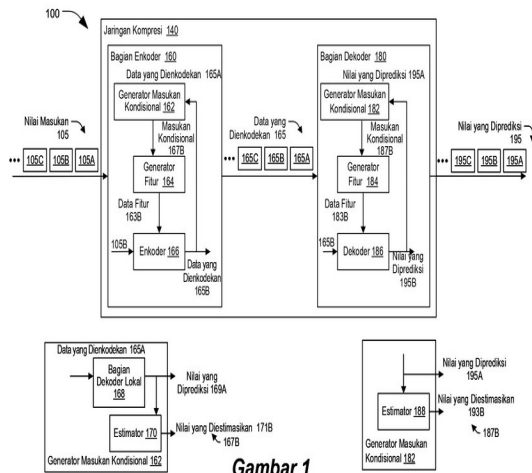 100
Jaringan Kompresi 140
Bagian Enkoder 160
Data yang Dienkodekan 165A
Generator Masukan
Kondisional 162
Masukan
Kondisional 167B
Generator
Fitur 164
Data Fitur
163B
105B
Enkoder 166
Data yang
Dienkodekan
165B
Nilai Masukan
105
105C 105B 105A
Data yang
Dienkodekan 165
165C 165B 165A
Bagian Dekoder 180
Nilai yang Diprediksi 195A
Generator Masukan
Kondisional 182
Masukan
Kondisional
187B
Generator
Fitur 184
Data Fitur
183B
165B
Dekoder 186
Nilai yang
Diprediksi
195B
Nilai yang Diprediksi
195
195C 195B 195A
Data yang Dienkodekan 165A
Bagian
Dekoder Lokal
168
Nilai yang
Diprediksi 169A
Estimator
170
Nilai yang Diestimasikan 171B
167B
Generator Masukan Kondisional 162
Nilai yang Diprediksi
195A
Estimator 188
Nilai yang Diestimasikan
193B
187B
Generator Masukan
Kondisional 182
Gambar 1